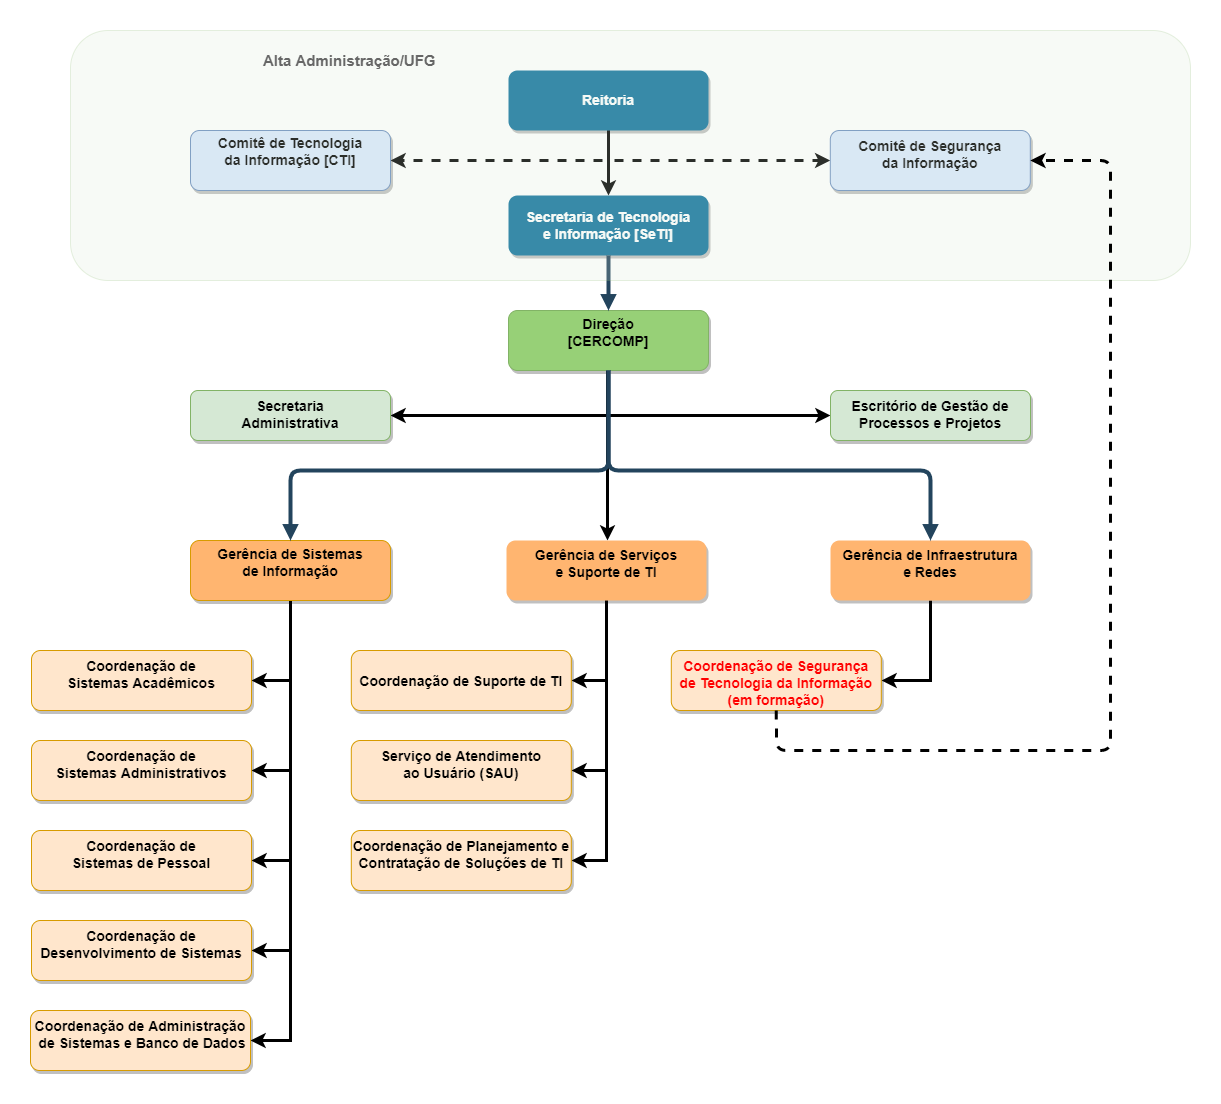 Alta Administração/UFG
Reitoria
Comitê de Tecnologia
da Informação [CTI]
Comitê de Segurança
da Informação
Secretaria de Tecnologia
e Informação [SeTI]
Direção
[CERCOMP]
Secretaria
Administrativa
Escritório de Gestão de
Processos e Projetos
Gerência de Sistemas
de Informação
Gerência de Serviços
e Suporte de TI
Gerência de Infraestrutura
e Redes
Coordenação de
Sistemas Acadêmicos
Coordenação de Suporte de TI
Coordenação de Segurança
de Tecnologia da Informação
(em formação)
Coordenação de
Sistemas Administrativos
Serviço de Atendimento
ao Usuário (SAU)
Coordenação de
Sistemas de Pessoal
Coordenação de Planejamento e
Contratação de Soluções de TI
Coordenação de
Desenvolvimento de Sistemas
Coordenação de Administração
de Sistemas e Banco de Dados